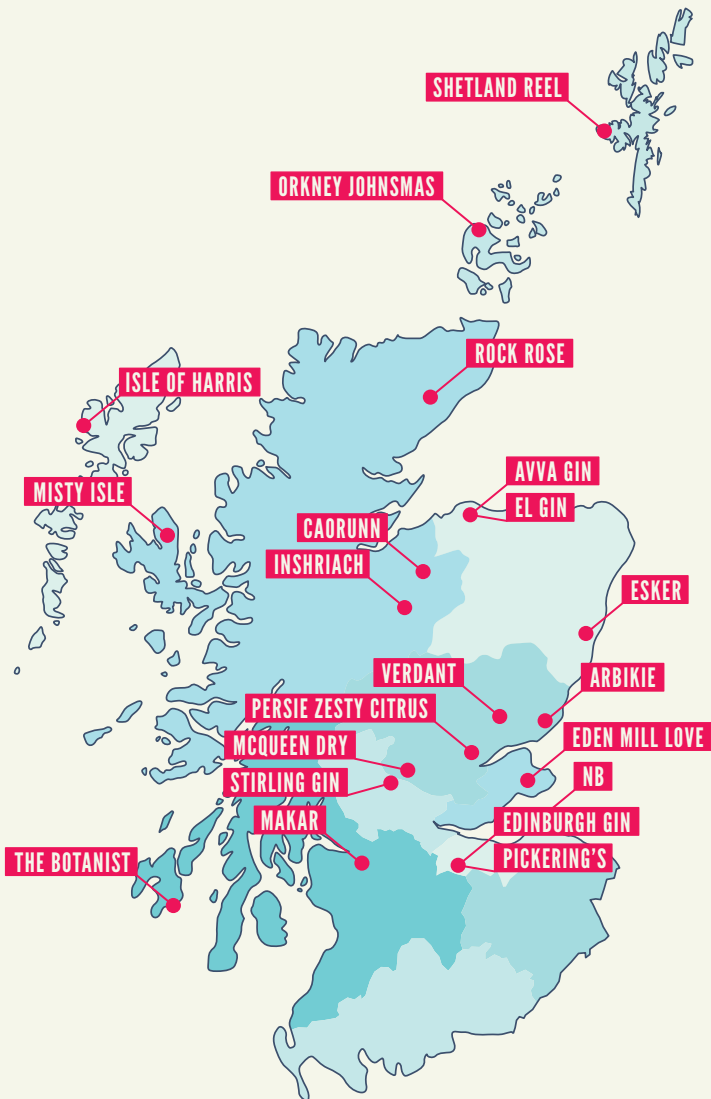 SHETLAND REEL
ORKNEY JOHNSMAS
ROCK ROSE
ISLE OF HARRIS
AVVA GIN
MISTY ISLE
EL GIN
CAORUNN
INSHRIACH
ESKER
VERDANT
ARBIKIE
PERSIE ZESTY CITRUS
EDEN MILL LOVE
MCQUEEN DRY
NB
STIRLING GIN
MAKAR
EDINBURGH GIN
PICKERING'S
THE BOTANIST